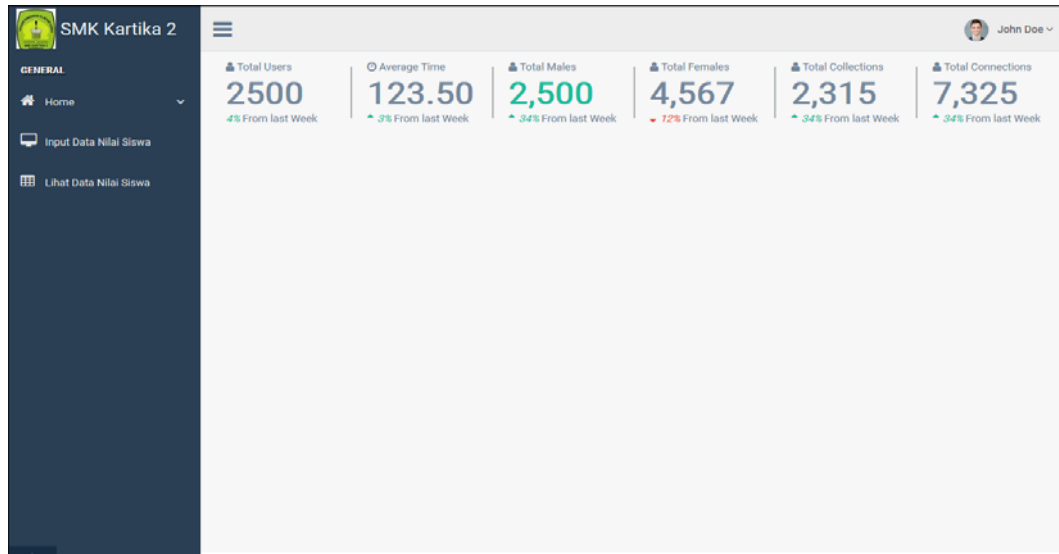 SMK Kartika 2
John Doe
GENERAL
Home
Input Data Nilai Siswa
Lihat Data Nilai Siswa
Total Users
2500
4% From last Week
Average Time
123.50
3% From last Week
Total Males
2,500
34% From last Week
Total Females
4,567
12% From last Week
Total Collections
2,315
34% From last Week
Total Connections
7,325
34% From last Week